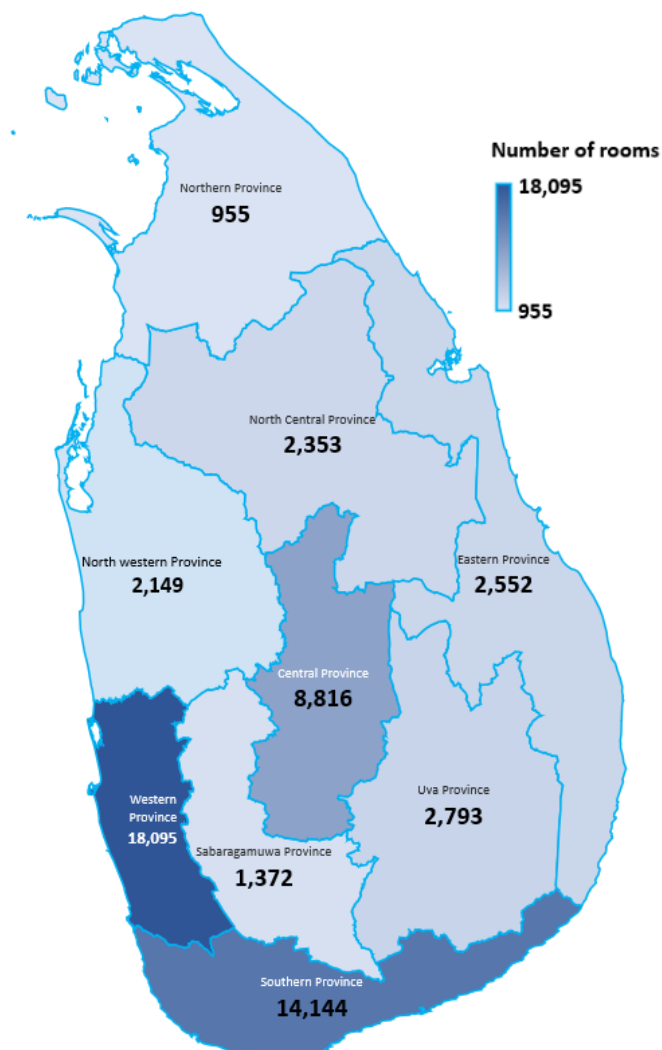 Number of rooms
18,095
955
Northern Province
955
North Central Province
2,353
North western Province
2,149
Eastern Province
2,552
Central Province
8,816
Uva Province
2,793
Western
Province
18,095
Sabaragamuwa Province
1,372
Southern Province
14,144